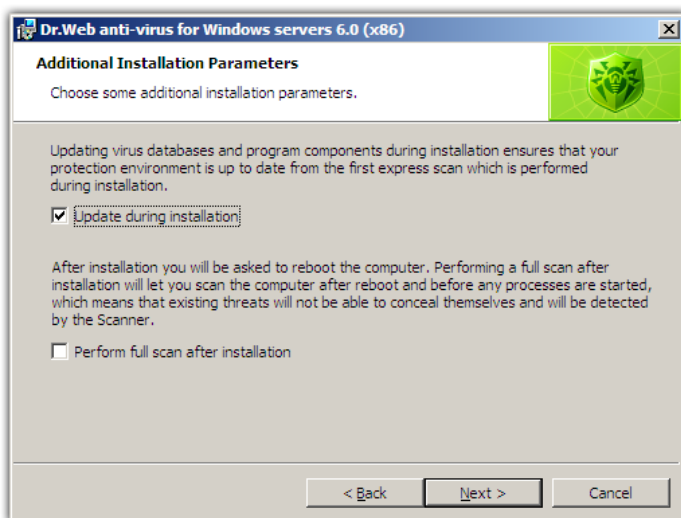 Dr.Web anti-virus for Windows servers 6.0 (x86)
Additional Installation Parameters
Choose some additional installation parameters.
Updating virus databases and program components during installation ensures that your
protection environment is up to date from the first express scan which is performed
during installation.
Update during installation
After installation you will be asked to reboot the computer. Performing a full scan after
installation will let you scan the computer after reboot and before any processes are started,
which means that existing threats will not be able to conceal themselves and will be detected
by the Scanner.
Perform full scan after installation
< Back Next > Cancel